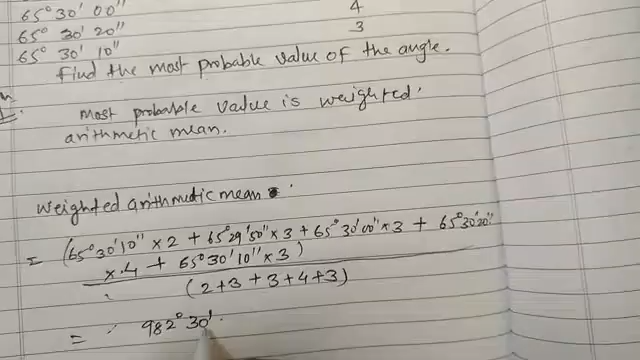 65° 30' 00"
65° 30' 20" 4
65° 30' 10" 3
find the most probable value of the angle.
most probable value is weighted
arithmetic mean.
weighted arithmetic mean
= (65°30'10" × 2 + 65°29'50" × 3 + 65°30'00" × 3 + 65°30'20"
× 4 + 65°30'10" × 3)
(2+3+3+4+3)
= 982° 30'